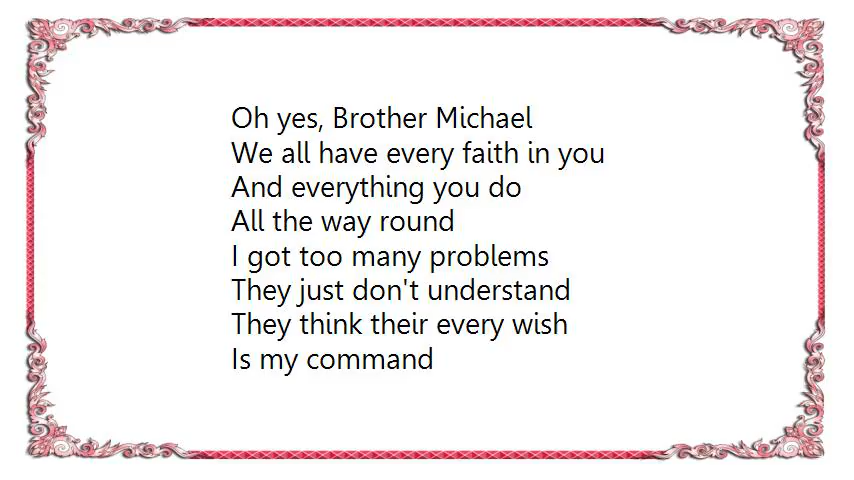 Oh yes, Brother Michael
We all have every faith in you
And everything you do
All the way round
I got too many problems
They just don't understand
They think their every wish
Is my command